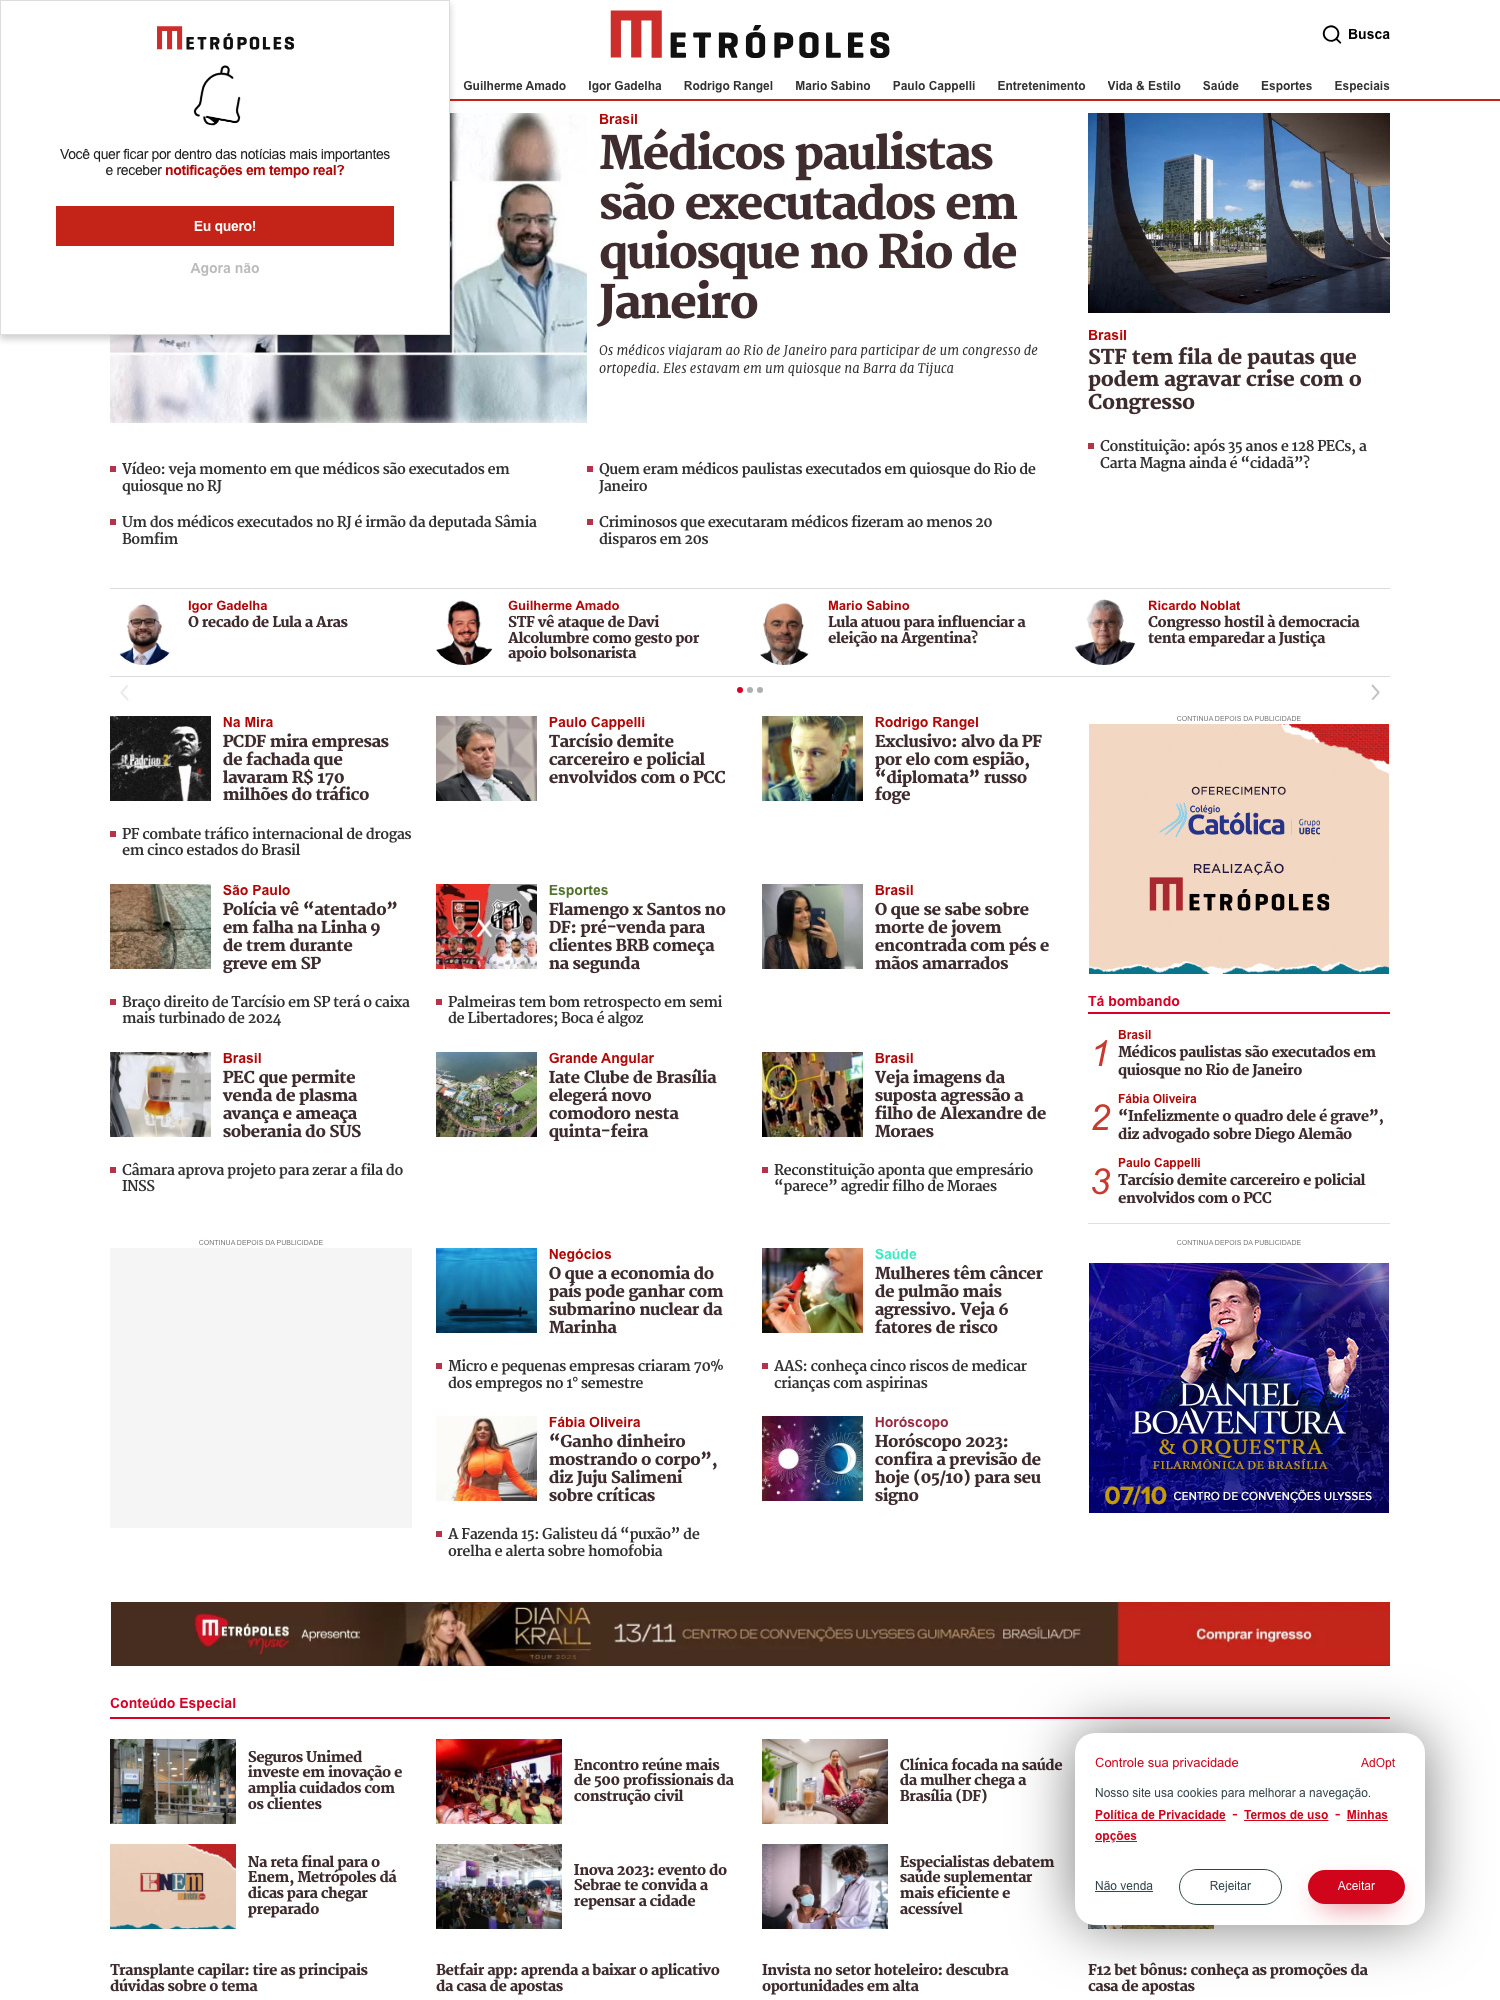 METRÓPOLES
Você quer ficar por dentro das notícias mais importantes
e receber notificações em tempo real?
Eu quero!
Agora não
METRÓPOLES
Busca
Guilherme Amado
Igor Gadelha
Rodrigo Rangel
Mario Sabino
Paulo Cappelli
Entretenimento
Vida & Estilo
Saúde
Esportes
Especiais
Brasil
Médicos paulistas
são executados em
quiosque no Rio de
Janeiro
Os médicos viajaram ao Rio de Janeiro para participar de um congresso de
ortopedia. Eles estavam em um quiosque na Barra da Tijuca
Brasil
STF tem fila de pautas que
podem agravar crise com o
Congresso
Constituição: após 35 anos e 128 PECs, a
Carta Magna ainda é “cidadã”?
Vídeo: veja momento em que médicos são executados em
quiosque no RJ
Quem eram médicos paulistas executados em quiosque do Rio de
Janeiro
Um dos médicos executados no RJ é irmão da deputada Sâmia
Bomfim
Criminosos que executaram médicos fizeram ao menos 20
disparos em 20s
Igor Gadelha
O recado de Lula a Aras
Guilherme Amado
STF vê ataque de Davi
Alcolumbre como gesto por
apoio bolsonarista
Mario Sabino
Lula atuou para influenciar a
eleição na Argentina?
Ricardo Noblat
Congresso hostil à democracia
tenta emparedar a Justiça
Padrino 2
Na Mira
PCDF mira empresas
de fachada que
lavaram R$ 170
milhões do tráfico
PF combate tráfico internacional de drogas
em cinco estados do Brasil
Paulo Cappelli
Tarcísio demite
carcereiro e policial
envolvidos com o PCC
Rodrigo Rangel
Exclusivo: alvo da PF
por elo com espião,
“diplomata” russo
foge
CONTINUA DEPOIS DA PUBLICIDADE
OFERECIMENTO
Colégio
Católica
Grupo
UBEC
REALIZAÇÃO
METRÓPOLES
São Paulo
Polícia vê “atentado”
em falha na Linha 9
de trem durante
greve em SP
Braço direito de Tarcísio em SP terá o caixa
mais turbinado de 2024
Esportes
Flamengo x Santos no
DF: pré-venda para
clientes BRB começa
na segunda
Palmeiras tem bom retrospecto em semi
de Libertadores; Boca é algoz
Brasil
O que se sabe sobre
morte de jovem
encontrada com pés e
mãos amarrados
Tá bombando
1
Brasil
Médicos paulistas são executados em
quiosque no Rio de Janeiro
2
Fábia Oliveira
“Infelizmente o quadro dele é grave”,
diz advogado sobre Diego Alemão
3
Paulo Cappelli
Tarcísio demite carcereiro e policial
envolvidos com o PCC
Brasil
PEC que permite
venda de plasma
avança e ameaça
soberania do SUS
Câmara aprova projeto para zerar a fila do
INSS
Grande Angular
Iate Clube de Brasília
elegerá novo
comodoro nesta
quinta-feira
Brasil
Veja imagens da
suposta agressão a
filho de Alexandre de
Moraes
Reconstituição aponta que empresário
“parece” agredir filho de Moraes
CONTINUA DEPOIS DA PUBLICIDADE
Negócios
O que a economia do
país pode ganhar com
submarino nuclear da
Marinha
Micro e pequenas empresas criaram 70%
dos empregos no 1° semestre
Saúde
Mulheres têm câncer
de pulmão mais
agressivo. Veja 6
fatores de risco
AAS: conheça cinco riscos de medicar
crianças com aspirinas
CONTINUA DEPOIS DA PUBLICIDADE
DANIEL
BOAVENTURA
& ORQUESTRA
FILARMÔNICA DE BRASÍLIA
07/10 CENTRO DE CONVENÇÕES ULYSSES
Fábia Oliveira
“Ganho dinheiro
mostrando o corpo”,
diz Juju Salimeni
sobre críticas
A Fazenda 15: Galisteu dá “puxão” de
orelha e alerta sobre homofobia
Horóscopo
Horóscopo 2023:
confira a previsão de
hoje (05/10) para seu
signo
METRÓPOLES
music
Apresenta:
DIANA
KRALL
TOUR 2023
13/11 CENTRO DE CONVENÇÕES ULYSSES GUIMARÃES BRASÍLIA/DF
Comprar ingresso
Conteúdo Especial
Seguros Unimed
investe em inovação e
amplia cuidados com
os clientes
Encontro reúne mais
de 500 profissionais da
construção civil
Clínica focada na saúde
da mulher chega a
Brasília (DF)
ENEM
Na reta final para o
Enem, Metrópoles dá
dicas para chegar
preparado
Inova 2023: evento do
Sebrae te convida a
repensar a cidade
Especialistas debatem
saúde suplementar
mais eficiente e
acessível
Controle sua privacidade
AdOpt
Nosso site usa cookies para melhorar a navegação.
Política de Privacidade - Termos de uso - Minhas
opções
Não venda
Rejeitar
Aceitar
Transplante capilar: tire as principais
dúvidas sobre o tema
Betfair app: aprenda a baixar o aplicativo
da casa de apostas
Invista no setor hoteleiro: descubra
oportunidades em alta
F12 bet bônus: conheça as promoções da
casa de apostas